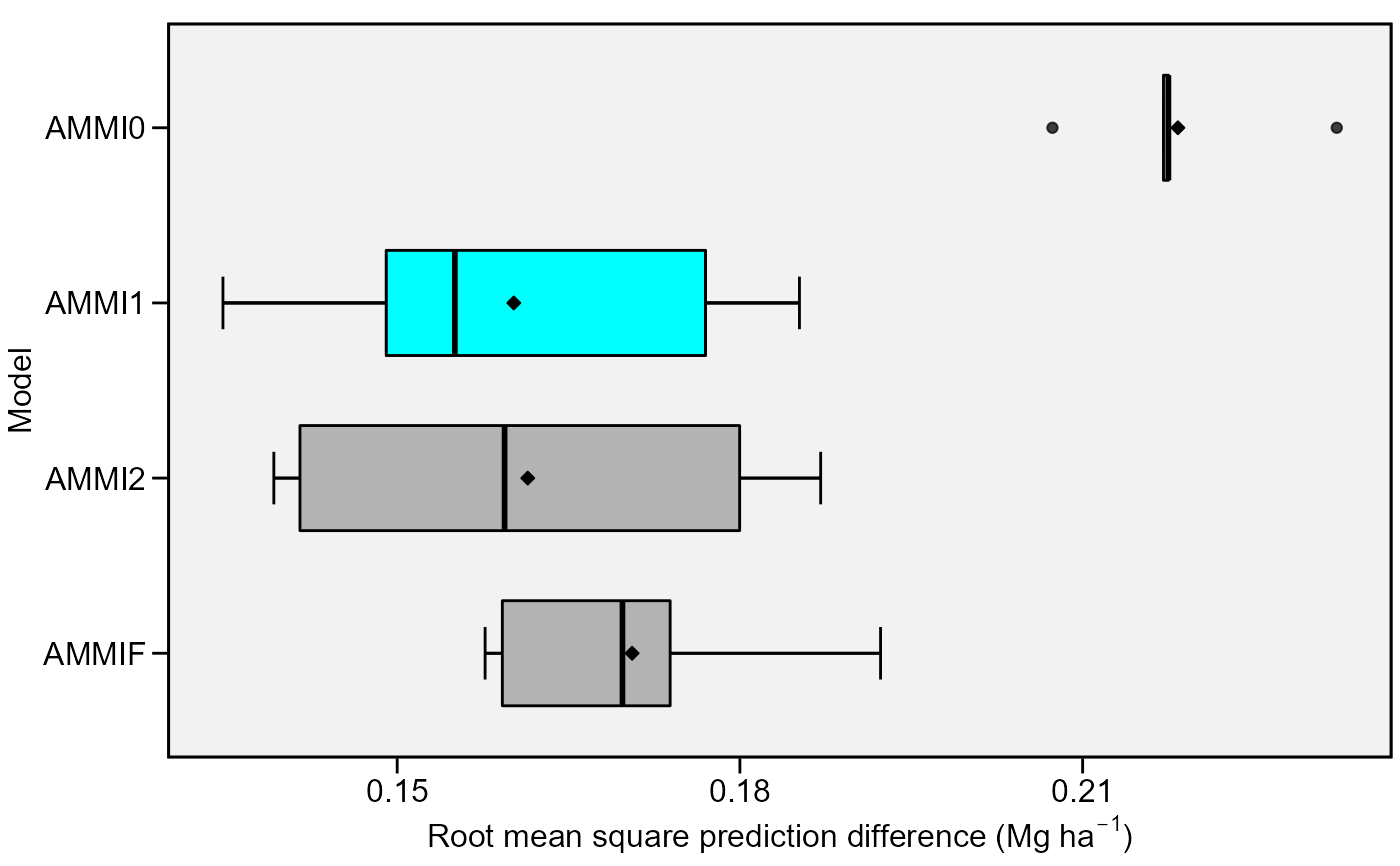 AMMI0
AMMI1
AMMI2
AMMIF
Model
0.15 0.18 0.21
Root mean square prediction difference (Mg ha⁻¹)